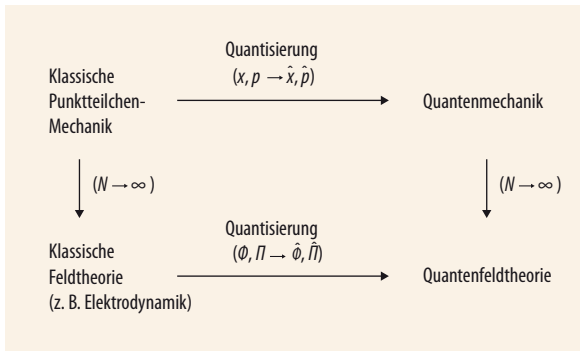 Quantisierung
(x, p → x̂, p̂)
Klassische
Punktteilchen-
Mechanik
Quantenmechanik
(N → ∞)
(N → ∞)
Quantisierung
(Φ, Π → Φ̂, Π̂)
Klassische
Feldtheorie
(z. B. Elektrodynamik)
Quantenfeldtheorie